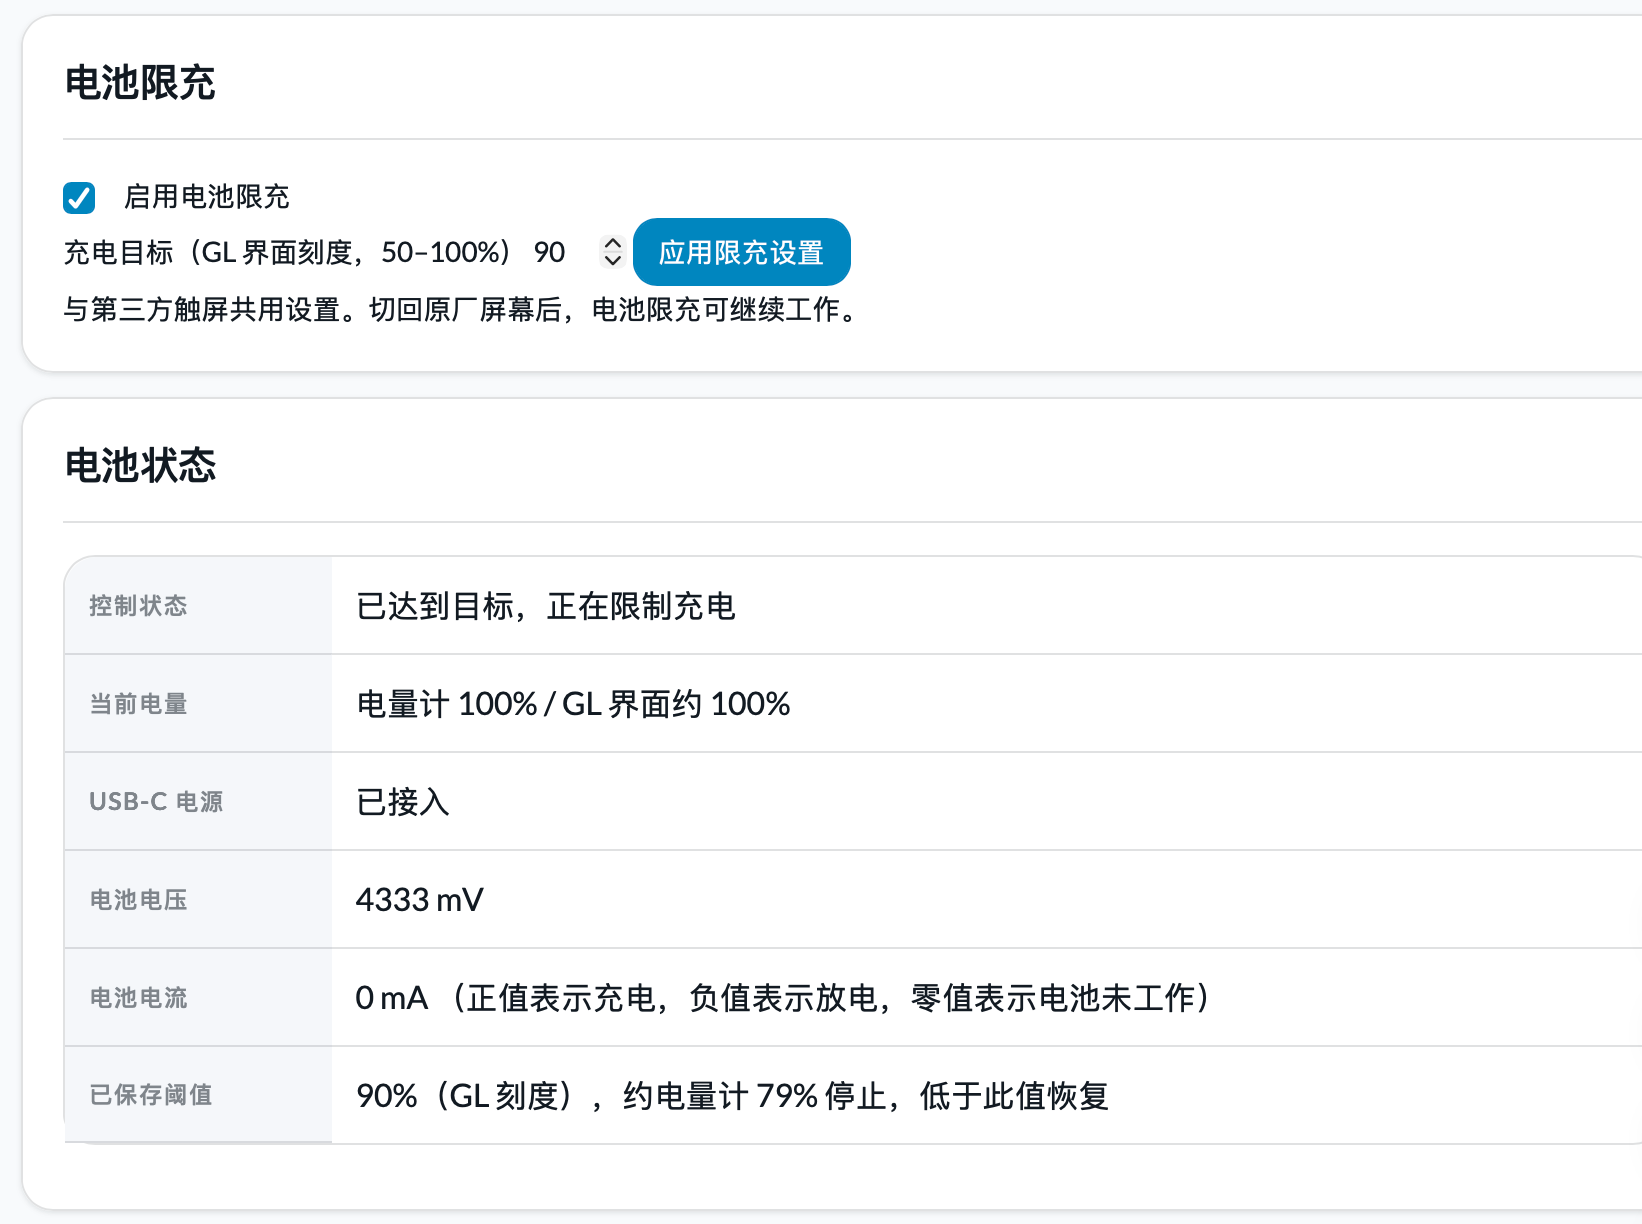 电池限充
启用电池限充
充电目标（GL 界面刻度，50–100%） 90 应用限充设置
与第三方触屏共用设置。切回原厂屏幕后，电池限充可继续工作。
电池状态
控制状态 已达到目标，正在限制充电
当前电量 电量计 100% / GL 界面约 100%
USB-C 电源 已接入
电池电压 4333 mV
电池电流 0 mA （正值表示充电，负值表示放电，零值表示电池未工作）
已保存阈值 90%（GL 刻度），约电量计 79% 停止，低于此值恢复